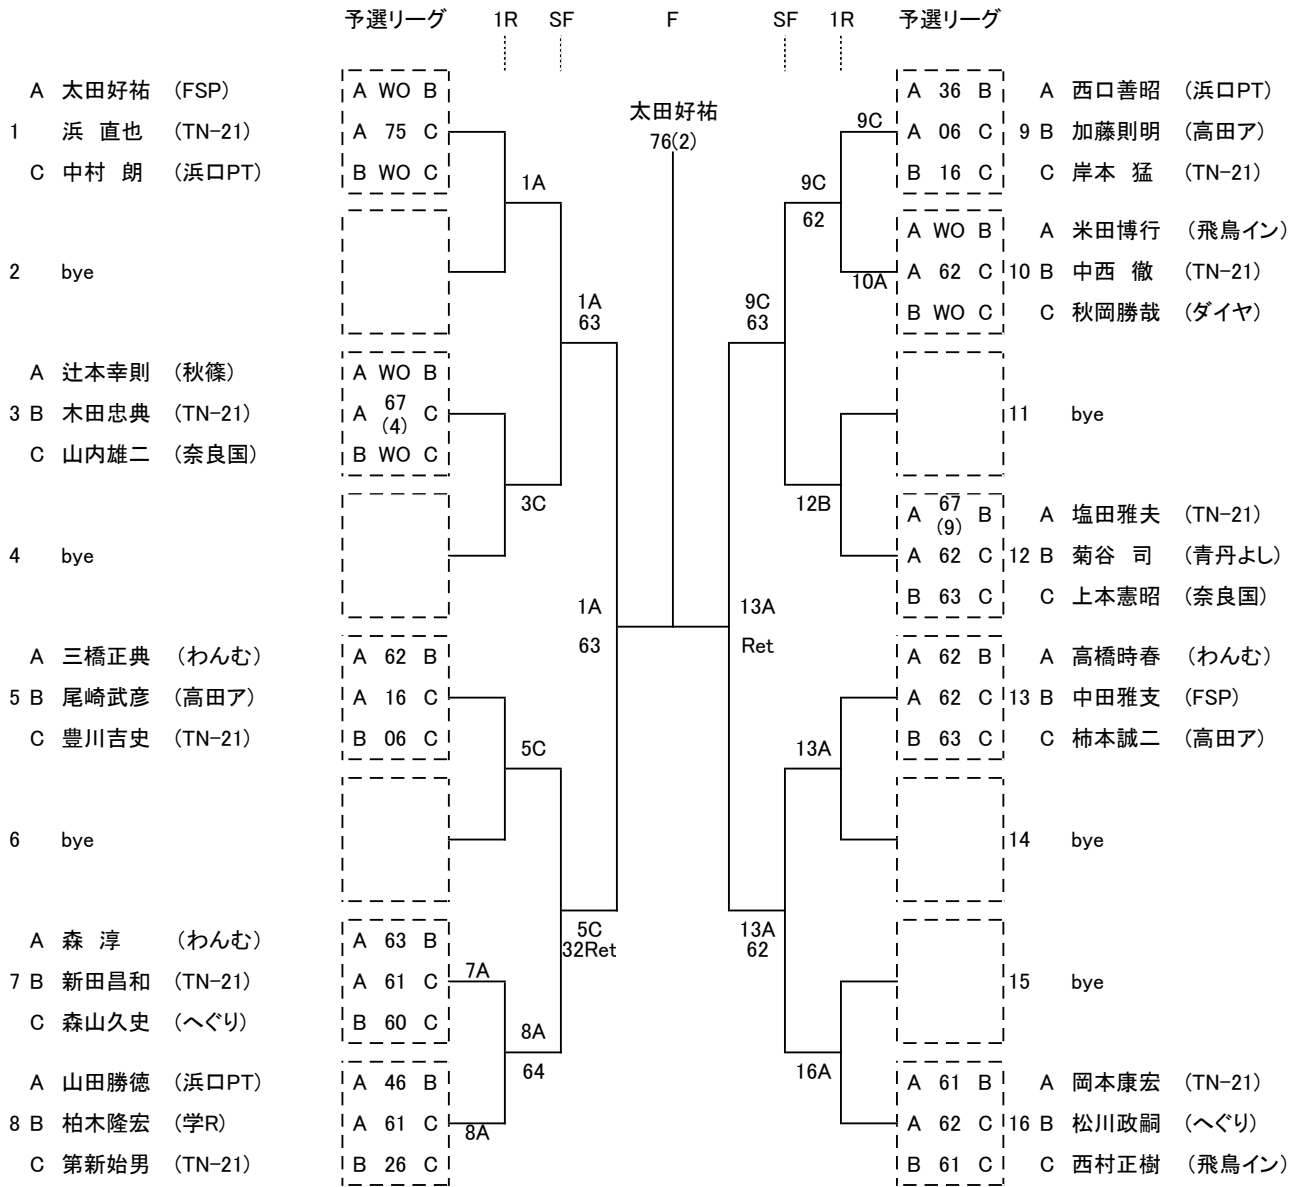 予選リーグ 1R SF F SF 1R 予選リーグ
A 太田好祐 (FSP)
1 浜 直也 (TN-21)
C 中村 朗 (浜口PT)
A WO B
A 75 C
B WO C
2 bye
A 辻本幸則 (秋篠)
3 B 木田忠典 (TN-21)
C 山内雄二 (奈良国)
A WO B
A 67(4) C
B WO C
4 bye
A 三橋正典 (わんむ)
5 B 尾崎武彦 (高田ア)
C 豊川吉史 (TN-21)
A 62 B
A 16 C
B 06 C
6 bye
A 森 淳 (わんむ)
7 B 新田昌和 (TN-21)
C 森山久史 (へぐり)
A 63 B
A 61 C
B 60 C
A 山田勝徳 (浜口PT)
8 B 柏木隆宏 (学R)
C 第新始男 (TN-21)
A 46 B
A 61 C
B 26 C
1A
3C
5C
7A
8A
8A
64
1A
63
5C
32Ret
1A
63
太田好祐
76(2)
13A
Ret
9C
63
13A
62
9C
9C
62
10A
12B
13A
16A
A 36 B
A 06 C
B 16 C
A 西口善昭 (浜口PT)
9 B 加藤則明 (高田ア)
C 岸本 猛 (TN-21)
A WO B
A 62 C
B WO C
A 米田博行 (飛鳥イン)
10 B 中西 徹 (TN-21)
C 秋岡勝哉 (ダイヤ)
11 bye
A 67(9) B
A 62 C
B 63 C
A 塩田雅夫 (TN-21)
12 B 菊谷 司 (青丹よし)
C 上本憲昭 (奈良国)
A 62 B
A 62 C
B 63 C
A 高橋時春 (わんむ)
13 B 中田雅支 (FSP)
C 柿本誠二 (高田ア)
14 bye
15 bye
A 61 B
A 62 C
B 61 C
A 岡本康宏 (TN-21)
16 B 松川政嗣 (へぐり)
C 西村正樹 (飛鳥イン)